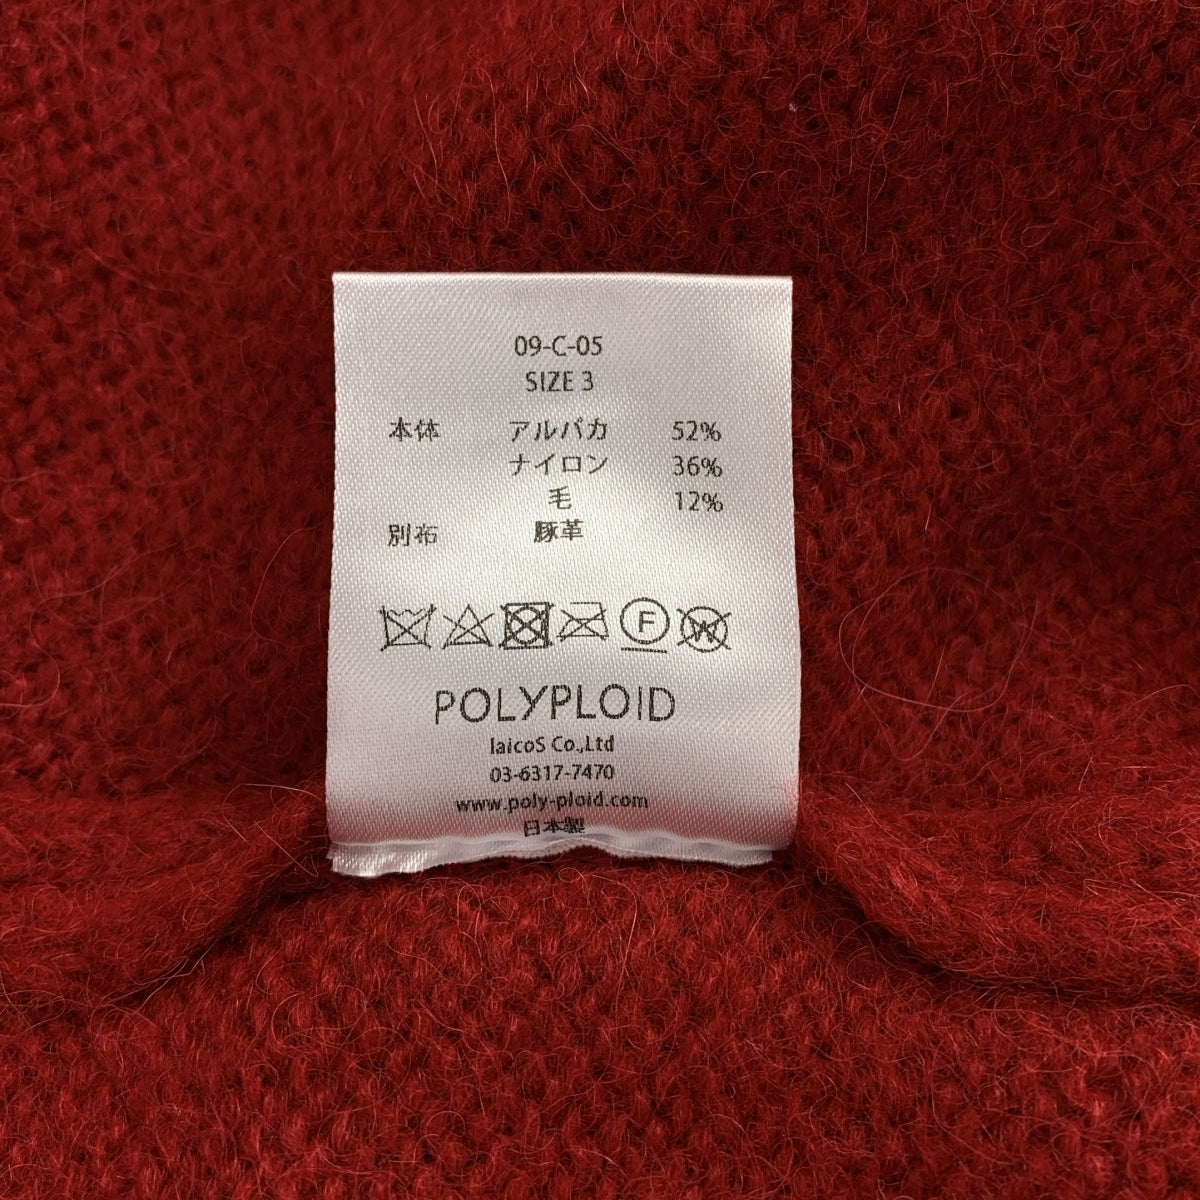 09-C-05
SIZE 3
本体 アルパカ 52%
ナイロン 36%
毛 12%
別布 豚革
F W
POLYPLOID
laicoS Co.,Ltd
03-6317-7470
www.poly-ploid.com
日本製